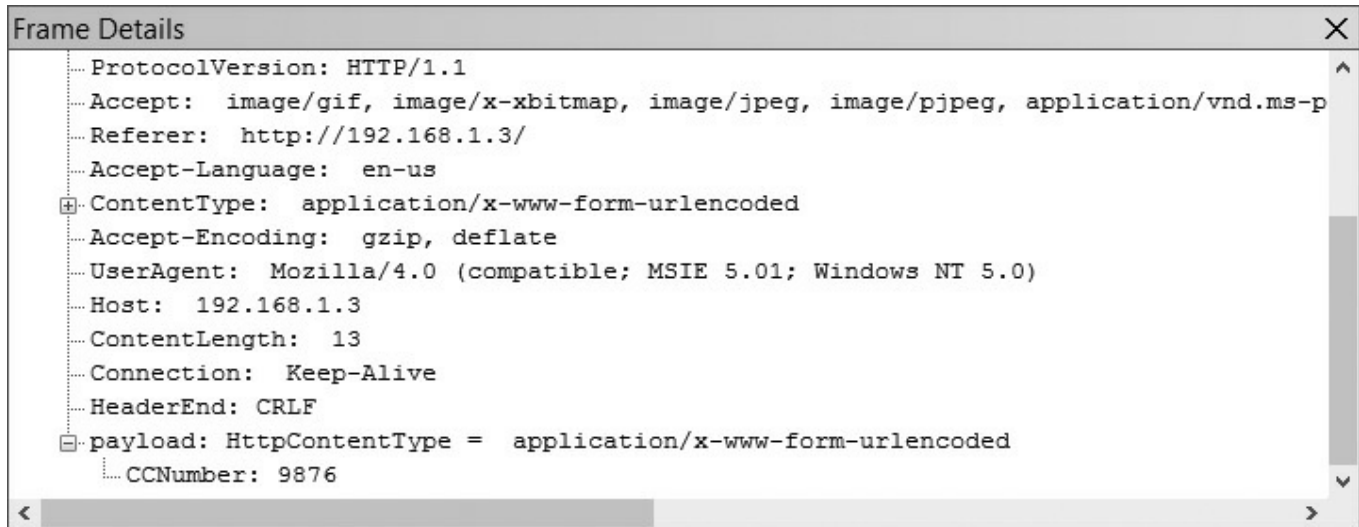 Frame Details
ProtocolVersion: HTTP/1.1
Accept: image/gif, image/x-xbitmap, image/jpeg, image/pjpeg, application/vnd.ms-p
Referer: http://192.168.1.3/
Accept-Language: en-us
ContentType: application/x-www-form-urlencoded
Accept-Encoding: gzip, deflate
UserAgent: Mozilla/4.0 (compatible; MSIE 5.01; Windows NT 5.0)
Host: 192.168.1.3
ContentLength: 13
Connection: Keep-Alive
HeaderEnd: CRLF
payload: HttpContentType = application/x-www-form-urlencoded
CCNumber: 9876